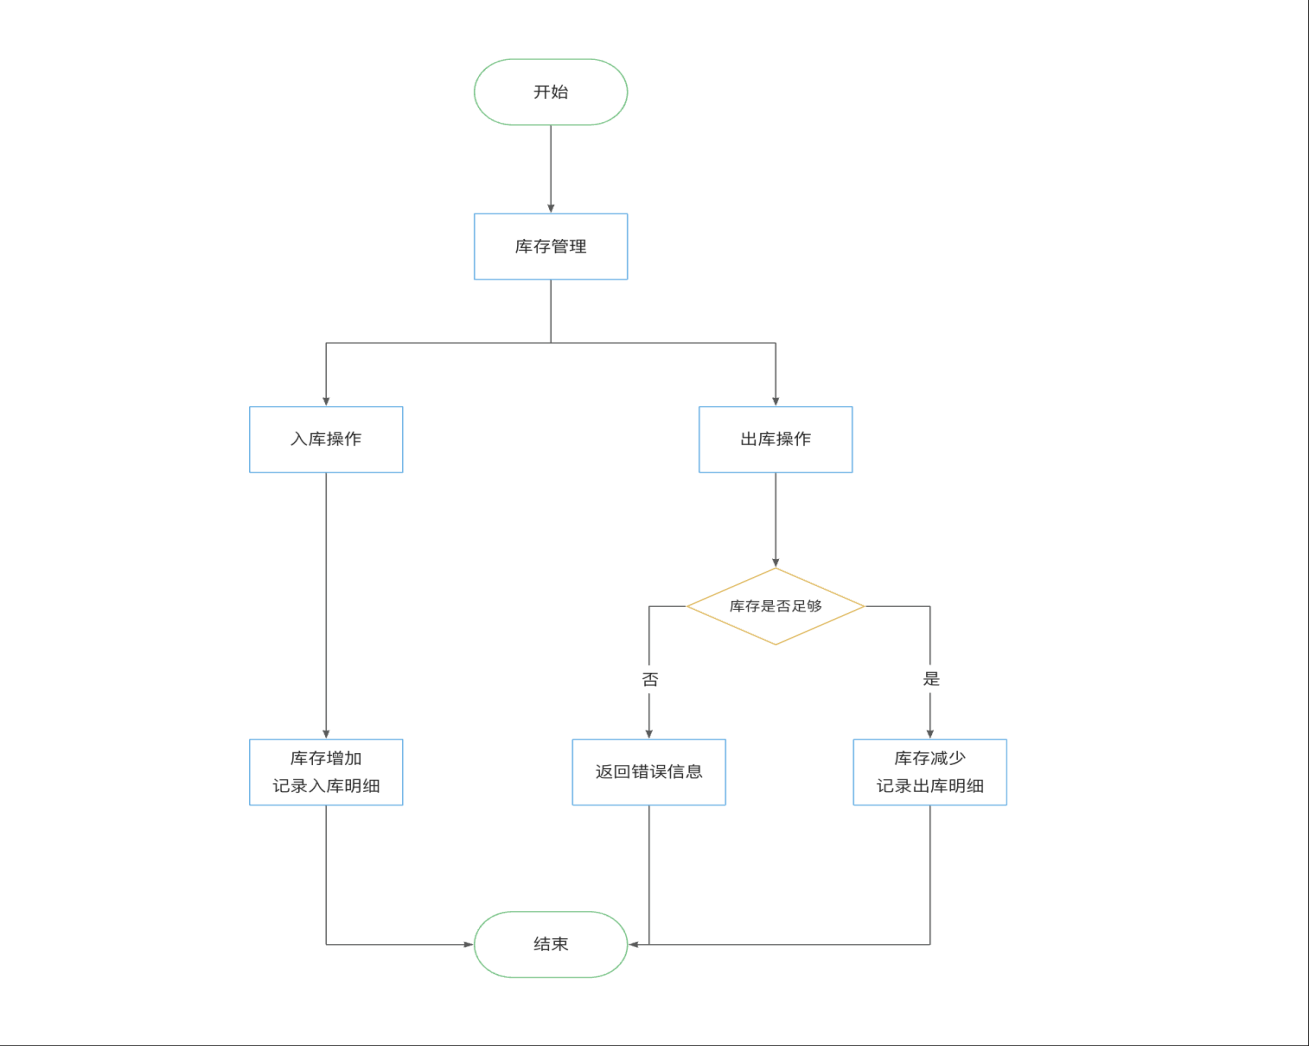 开始
库存管理
入库操作
出库操作
库存是否足够
否
是
库存增加
记录入库明细
返回错误信息
库存减少
记录出库明细
结束